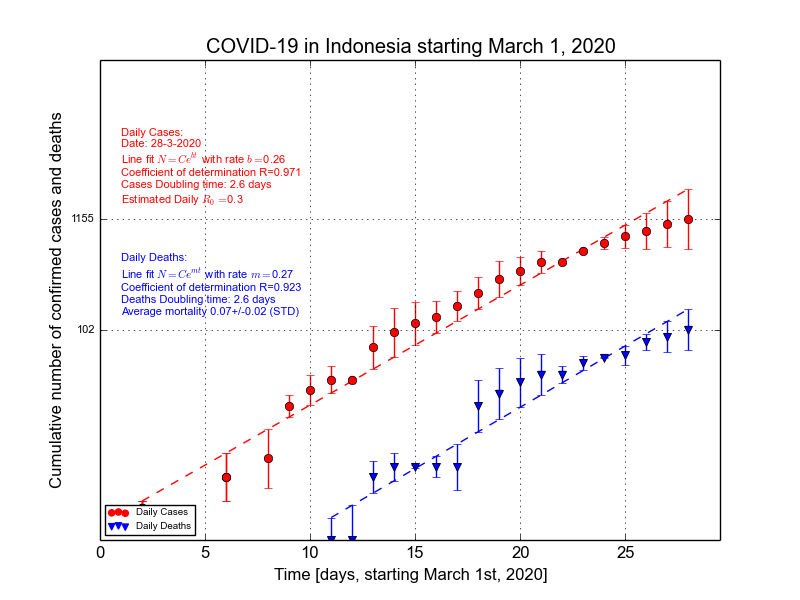 COVID-19 in Indonesia starting March 1, 2020
Cumulative number of confirmed cases and deaths
Daily Cases:
Date: 28-3-2020
Line fit N = Ce^{bt} with rate b =0.26
Coefficient of determination R=0.971
Cases Doubling time: 2.6 days
Estimated Daily R_0 =0.3
1155
Daily Deaths:
Line fit N = Ce^{mt} with rate m =0.27
Coefficient of determination R=0.923
Deaths Doubling time: 2.6 days
Average mortality 0.07+/-0.02 (STD)
102
Daily Cases
Daily Deaths
0 5 10 15 20 25
Time [days, starting March 1st, 2020]